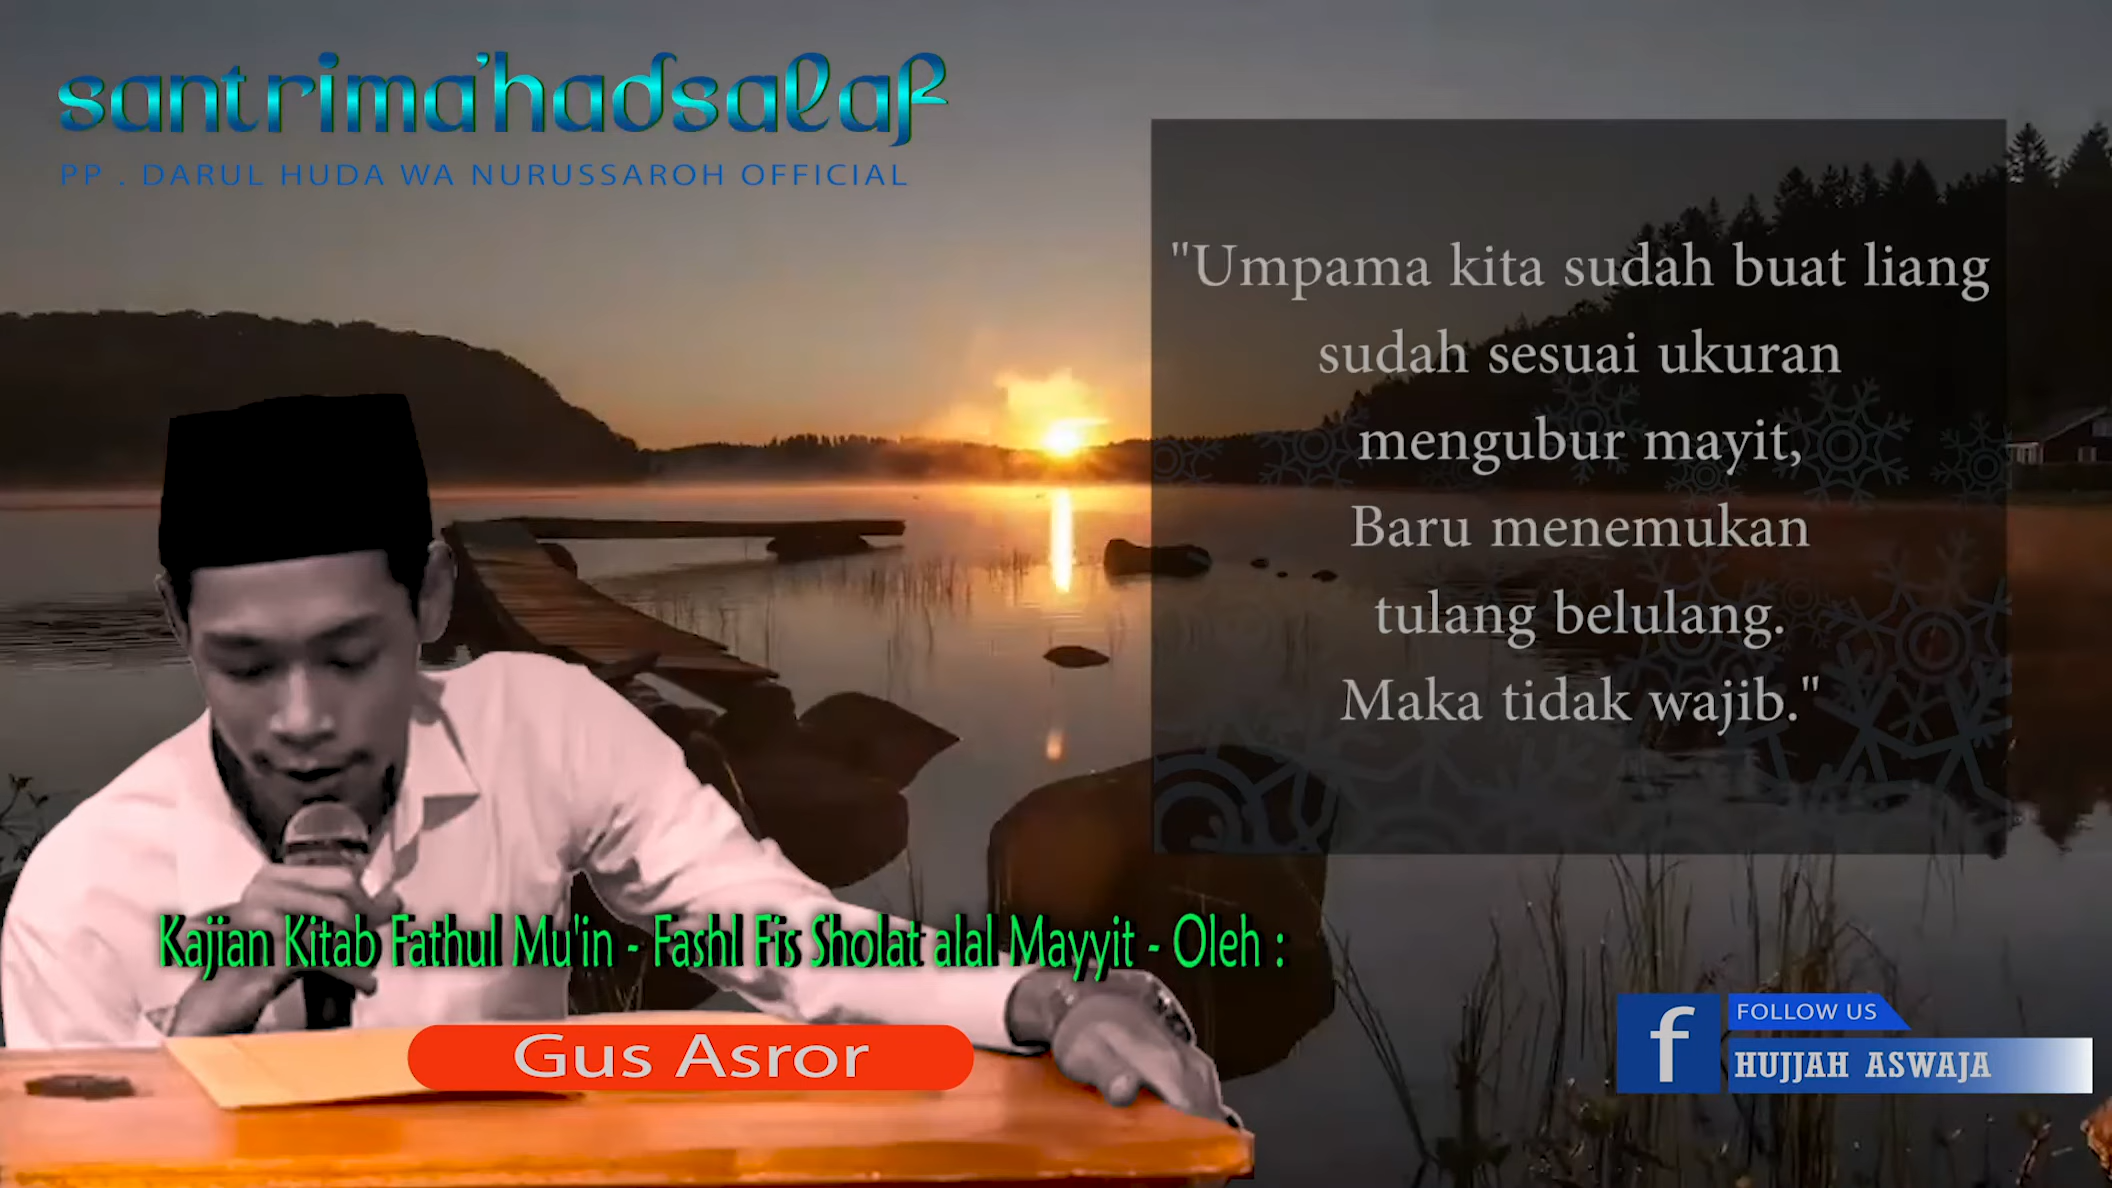 santrima'hadsalaf
PP . DARUL HUDA WA NURUSSAROH OFFICIAL
"Umpama kita sudah buat liang
sudah sesuai ukuran
mengubur mayit,
Baru menemukan
tulang belulang.
Maka tidak wajib."
Kajian Kitab Fathul Mu'in - Fashl Fis Sholat alal Mayyit - Oleh :
Gus Asror
f
FOLLOW US
HUJJAH ASWAJA